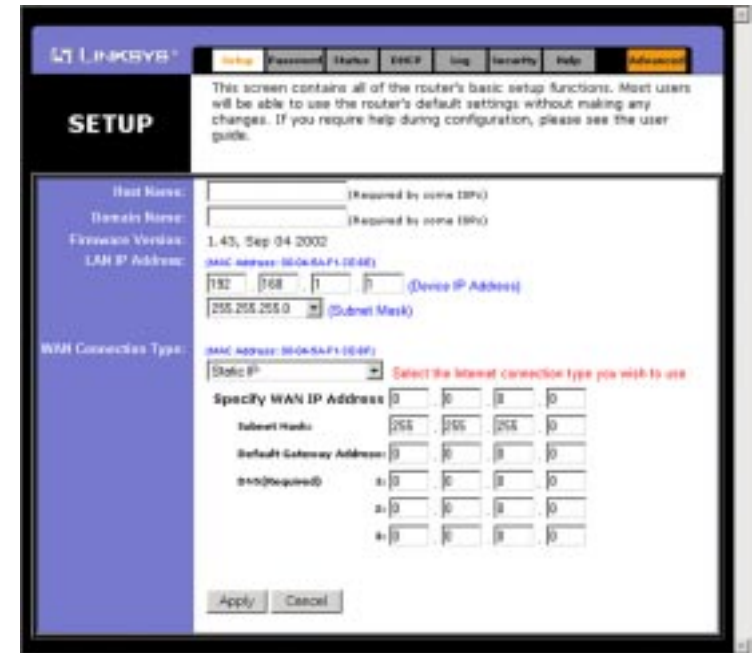 LINKSYS®
Setup Password Status DHCP Log Security Help Advanced
SETUP
This screen contains all of the router's basic setup functions. Most users
will be able to use the router's default settings without making any
changes. If you require help during configuration, please see the user
guide.
Host Name: (Required by some ISPs)
Domain Name: (Required by some ISPs)
Firmware Version: 1.43, Sep 04 2002
LAN IP Address: (MAC Address:
192 . 168 . 1 . 1 (Device IP Address)
255.255.255.0 (Subnet Mask)
WAN Connection Type: (MAC Address:
Static IP Select the Internet connection type you wish to use
Specify WAN IP Address 0 . 0 . 0 . 0
Subnet Mask: 255 . 255 . 255 . 0
Default Gateway Address: 0 . 0 . 0 . 0
DNS(Required) 1: 0 . 0 . 0 . 0
2: 0 . 0 . 0 . 0
0 . 0 . 0 . 0
Apply Cancel